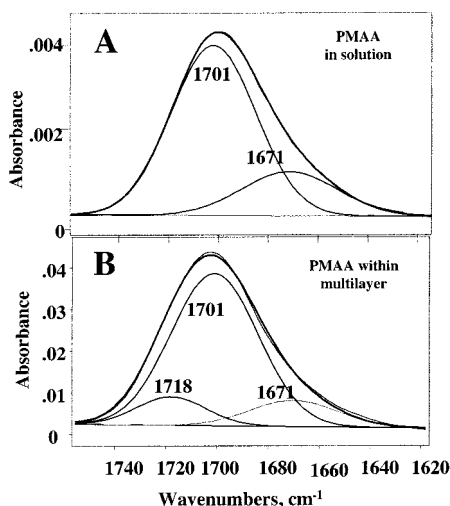 A
PMAA
in solution
.004
.002
0
1701
1671
Absorbance
B
PMAA within
multilayer
.04
.03
.02
.01
0
1701
1718
1671
Absorbance
1740 1720 1700 1680 1660 1640 1620
Wavenumbers, cm⁻¹